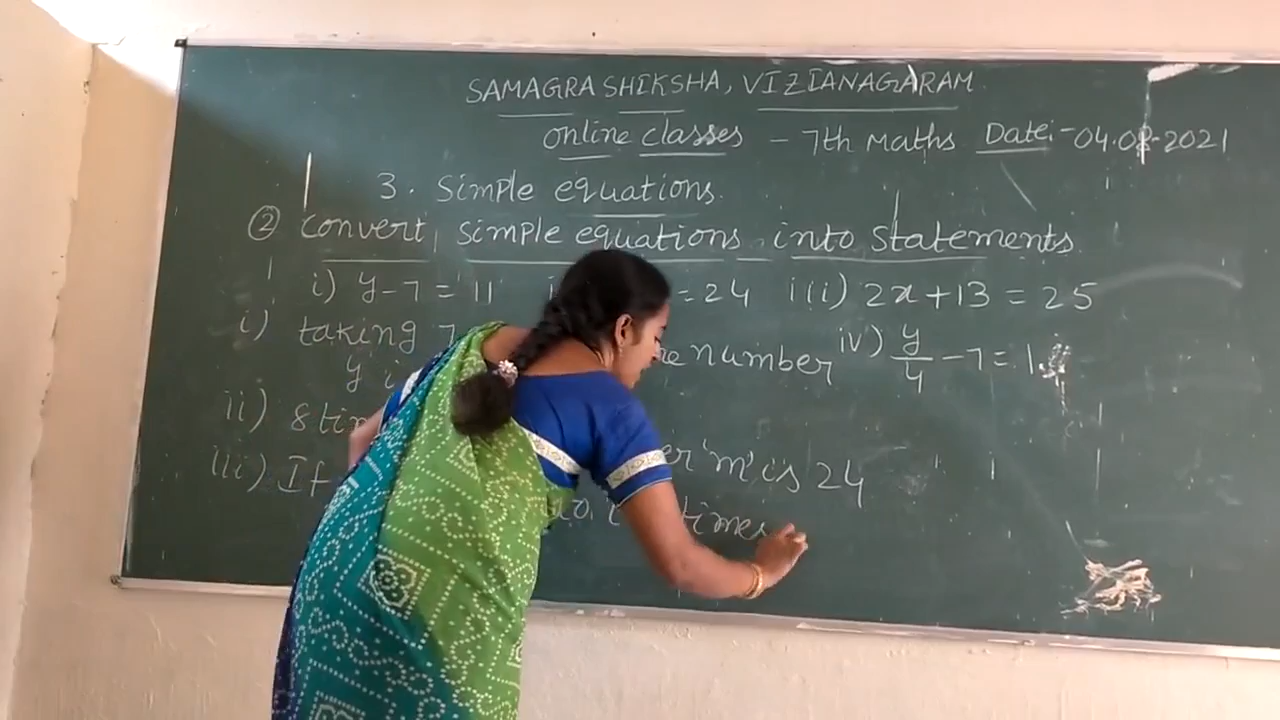 SAMAGRA SHIKSHA, VIZIANAGARAM
online classes - 7th Maths Date:-04.08.2021
3. Simple equations.
② Convert simple equations into statements.
i) y-7=11 =24 iii) 2x+13=25
i) taking 7 number iv) y/4 -7=1
y
ii) 8 'm' is 24
iii) If times